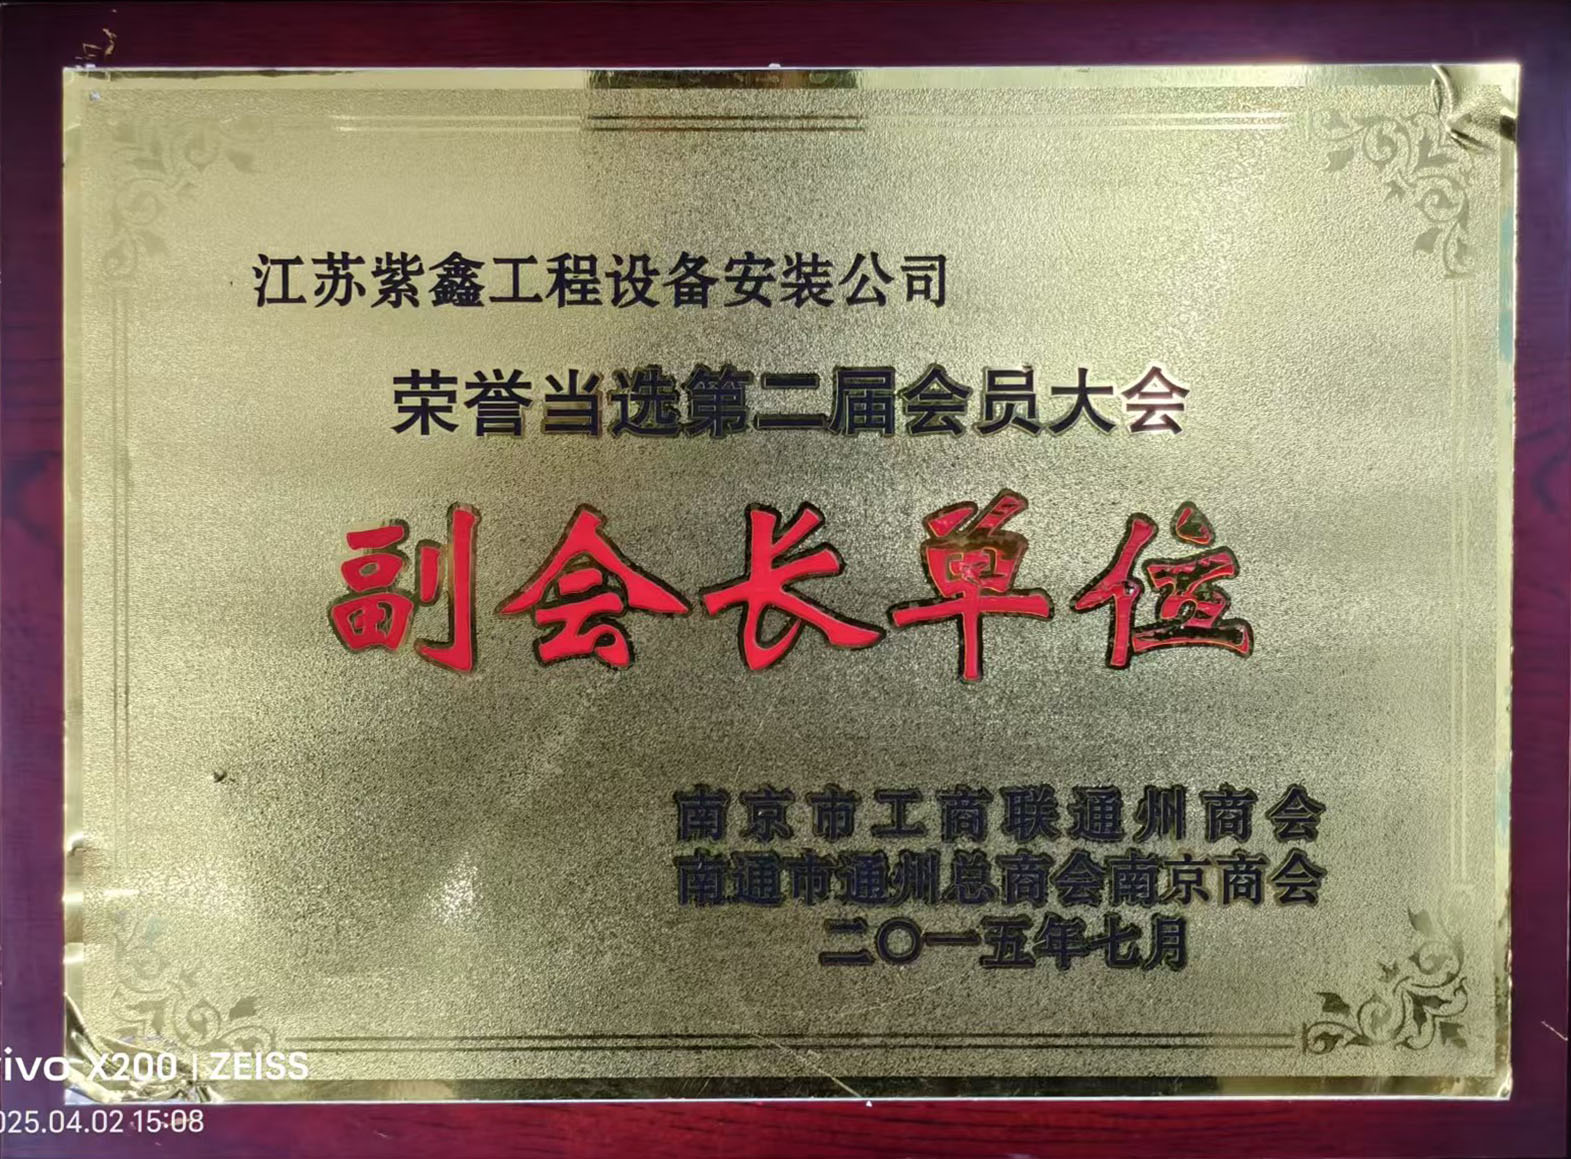 江苏紫鑫工程设备安装公司
荣誉当选第二届会员大会
副会长单位
南京市工商联通州商会
南通市通州总商会南京商会
二〇一五年七月
vivo X200 | ZEISS
2025.04.02 15:08